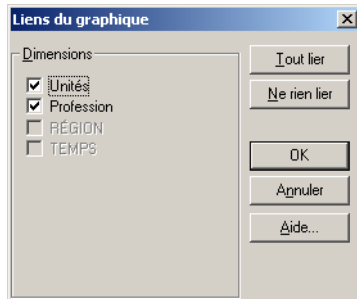 Liens du graphique
Dimensions
Unités
Profession
RÉGION
TEMPS
Tout lier
Ne rien lier
OK
Annuler
Aide...